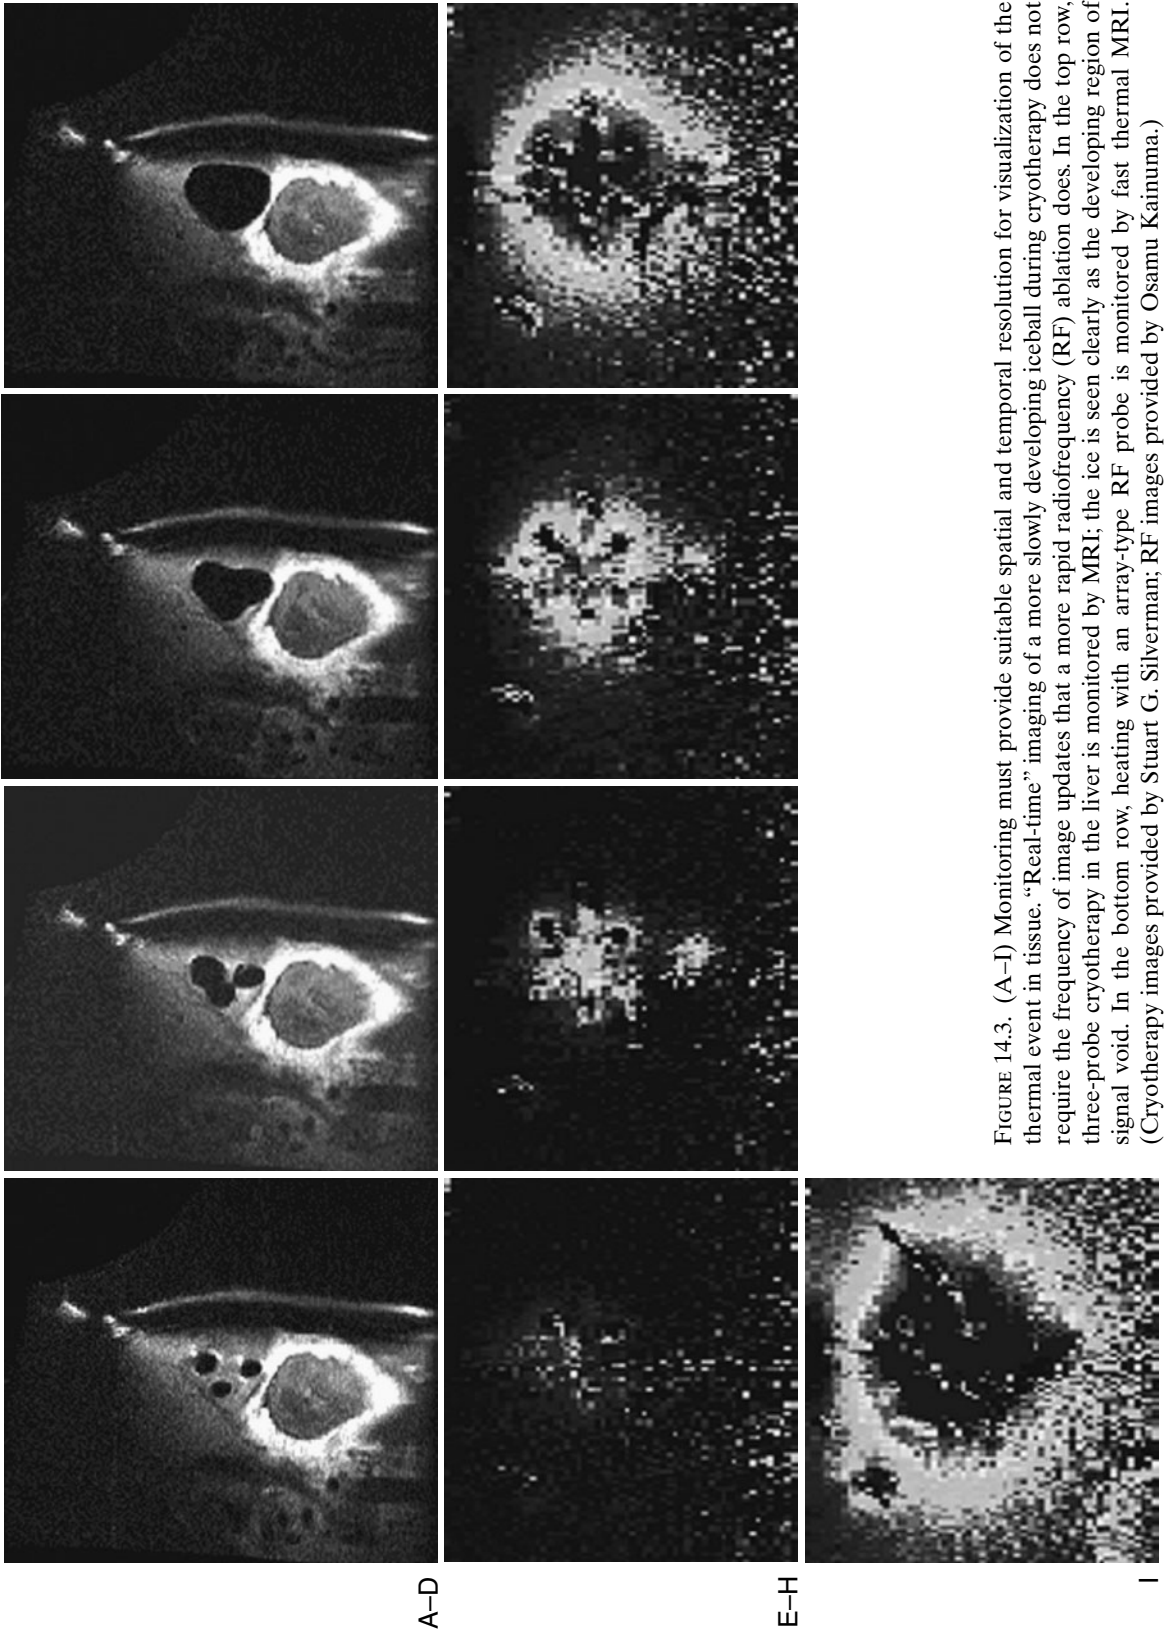 A–D
E–H
I
FIGURE 14.3. (A–I) Monitoring must provide suitable spatial and temporal resolution for visualization of the
thermal event in tissue. “Real-time” imaging of a more slowly developing iceball during cryotherapy does not
require the frequency of image updates that a more rapid radiofrequency (RF) ablation does. In the top row,
three-probe cryotherapy in the liver is monitored by MRI; the ice is seen clearly as the developing region of
signal void. In the bottom row, heating with an array-type RF probe is monitored by fast thermal MRI.
(Cryotherapy images provided by Stuart G. Silverman; RF images provided by Osamu Kainuma.)